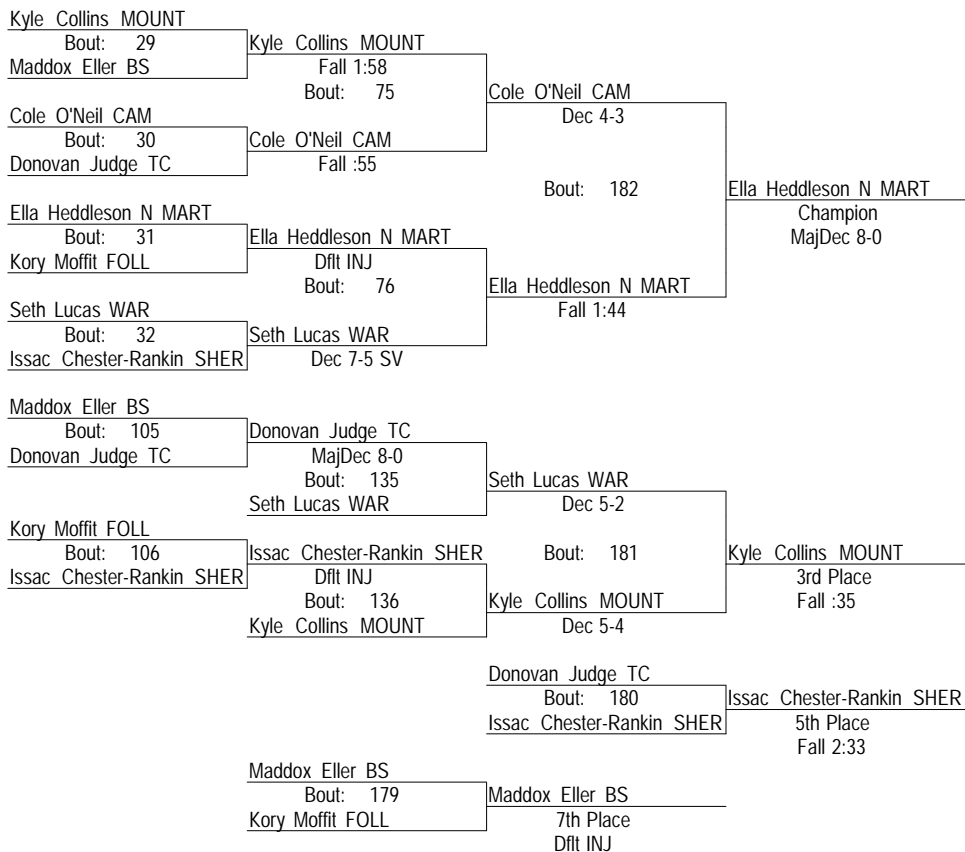 Kyle Collins MOUNT
Bout: 29
Maddox Eller BS
Kyle Collins MOUNT
Fall 1:58
Bout: 75
Cole O'Neil CAM
Dec 4-3
Cole O'Neil CAM
Bout: 30
Donovan Judge TC
Cole O'Neil CAM
Fall :55
Bout: 182
Ella Heddleson N MART
Champion
MajDec 8-0
Ella Heddleson N MART
Bout: 31
Kory Moffit FOLL
Ella Heddleson N MART
Dflt INJ
Bout: 76
Ella Heddleson N MART
Fall 1:44
Seth Lucas WAR
Bout: 32
Issac Chester-Rankin SHER
Seth Lucas WAR
Dec 7-5 SV
Maddox Eller BS
Bout: 105
Donovan Judge TC
Donovan Judge TC
MajDec 8-0
Bout: 135
Seth Lucas WAR
Seth Lucas WAR
Dec 5-2
Kory Moffit FOLL
Bout: 106
Issac Chester-Rankin SHER
Issac Chester-Rankin SHER
Dflt INJ
Bout: 136
Kyle Collins MOUNT
Bout: 181
Kyle Collins MOUNT
Dec 5-4
Kyle Collins MOUNT
3rd Place
Fall :35
Donovan Judge TC
Bout: 180
Issac Chester-Rankin SHER
Issac Chester-Rankin SHER
5th Place
Fall 2:33
Maddox Eller BS
Bout: 179
Kory Moffit FOLL
Maddox Eller BS
7th Place
Dflt INJ